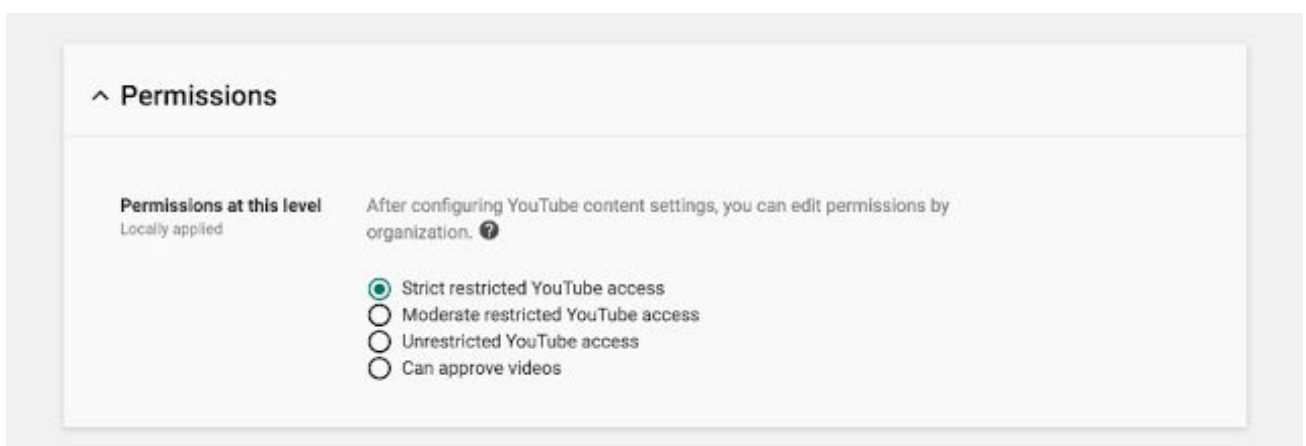 Permissions
Permissions at this level
Locally applied
After configuring YouTube content settings, you can edit permissions by
organization.
Strict restricted YouTube access
Moderate restricted YouTube access
Unrestricted YouTube access
Can approve videos